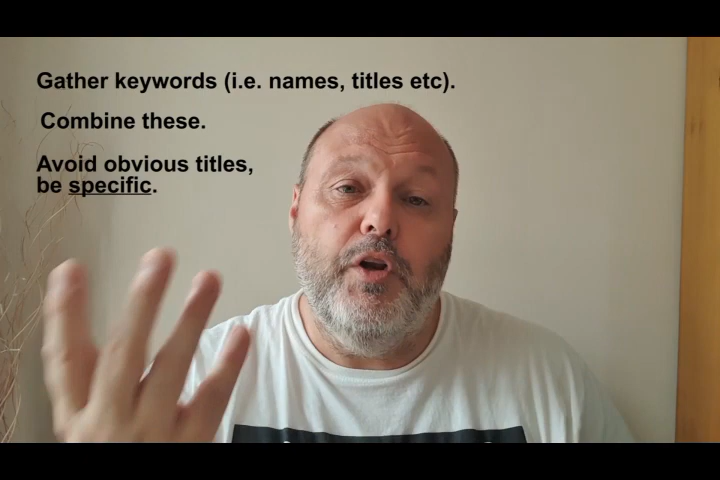 Gather keywords (i.e. names, titles etc).
Combine these.
Avoid obvious titles,
be specific.